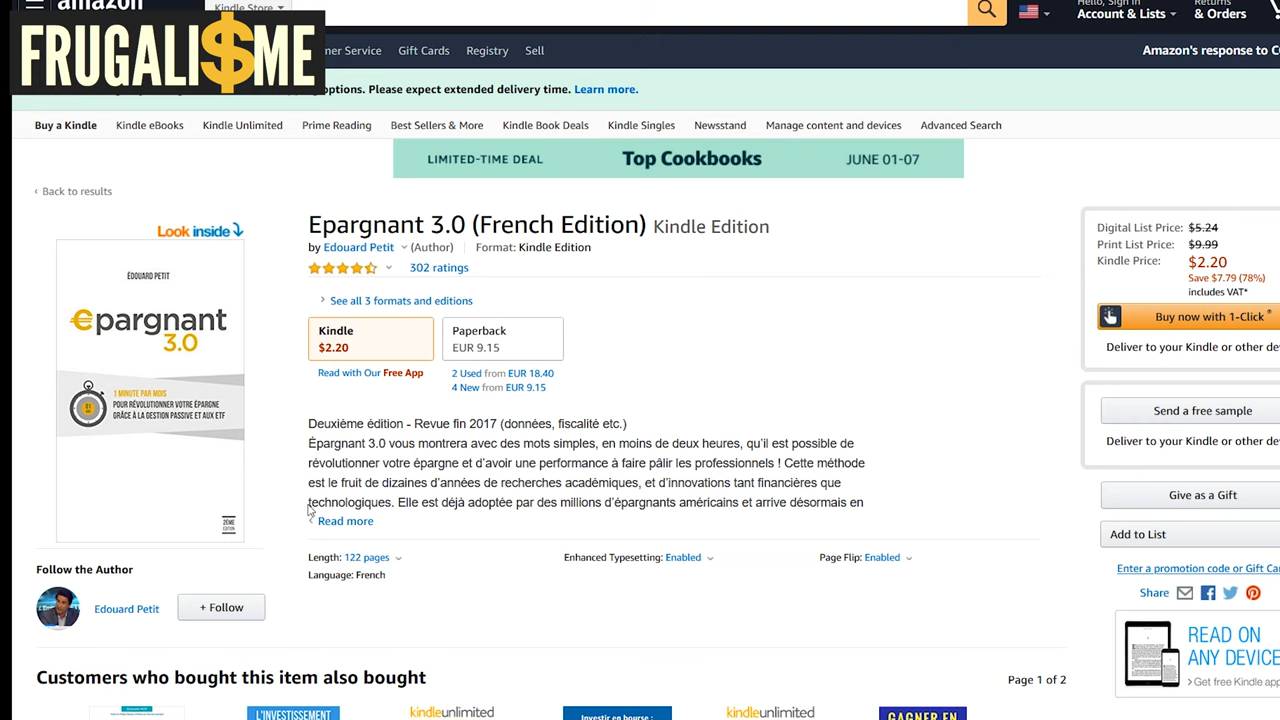 amazon
Kindle Store
Hello, Sign in
Account & Lists
Returns
& Orders
FRUGALI$ME
Customer Service Gift Cards Registry Sell
Amazon's response to
options. Please expect extended delivery time. Learn more.
Buy a Kindle Kindle eBooks Kindle Unlimited Prime Reading Best Sellers & More Kindle Book Deals Kindle Singles Newsstand Manage content and devices Advanced Search
LIMITED-TIME DEAL Top Cookbooks JUNE 01-07
‹ Back to results
Look inside
ÉDOUARD PETIT
€pargnant
3.0
1 MINUTE PAR MOIS
POUR RÉVOLUTIONNER VOTRE ÉPARGNE
GRÂCE À LA GESTION PASSIVE ET AUX ETF
2ÈME
EDITION
Follow the Author
Edouard Petit
+ Follow
Epargnant 3.0 (French Edition) Kindle Edition
by Edouard Petit (Author) Format: Kindle Edition
302 ratings
See all 3 formats and editions
Kindle
$2.20
Paperback
EUR 9.15
Read with Our Free App
2 Used from EUR 18.40
4 New from EUR 9.15
Deuxième édition - Revue fin 2017 (données, fiscalité etc.)
Épargnant 3.0 vous montrera avec des mots simples, en moins de deux heures, qu'il est possible de
révolutionner votre épargne et d'avoir une performance à faire pâlir les professionnels ! Cette méthode
est le fruit de dizaines d'années de recherches académiques, et d'innovations tant financières que
technologiques. Elle est déjà adoptée par des millions d'épargnants américains et arrive désormais en
Read more
Length: 122 pages Enhanced Typesetting: Enabled Page Flip: Enabled
Language: French
Digital List Price: $5.24
Print List Price: $9.99
Kindle Price: $2.20
Save $7.79 (78%)
includes VAT*
Buy now with 1-Click ®
Deliver to your Kindle or other de
Send a free sample
Deliver to your Kindle or other de
Give as a Gift
Add to List
Enter a promotion code or Gift Ca
Share
READ ON
ANY DEVICE
› Get free Kindle app
Customers who bought this item also bought
Page 1 of 2
L'INVESTISSEMENT
kindleunlimited
Investir en bourse :
kindleunlimited
GAGNER EN